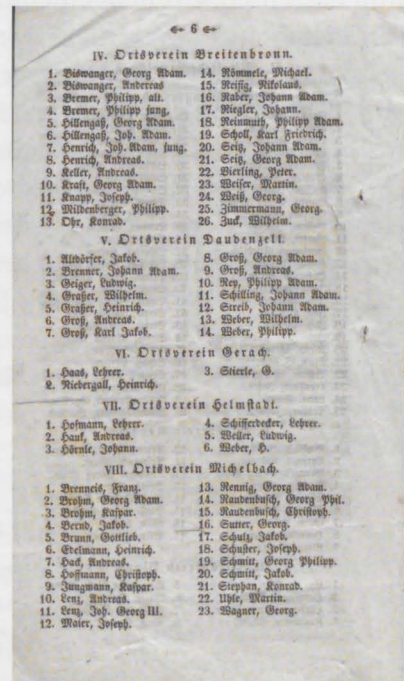 6
IV. Ortsverein Breitenbronn.
1. Biswanger, Georg Adam.
2. Biswanger, Andereas
3. Bremer, Philipp, alt.
4. Bremer, Philipp jung,
5. Hillengaß, Georg Adam.
6. Hillengaß, Joh. Adam.
7. Henrich, Joh. Adam, jung.
8. Henrich, Andreas.
9. Keller, Andreas.
10. Kraft, Georg Adam.
11. Knapp, Joseph.
12. Mildenberger, Philipp.
13. Ohr, Konrad.
14. Römmele, Michael.
15. Reisig, Nikolaus.
16. Raber, Johann Adam.
17. Riegler, Johann.
18. Reinmuth, Philipp Adam.
19. Scholl, Karl Friedrich.
20. Seitz, Johann Adam.
21. Seitz, Georg Adam.
22. Vierling, Peter.
23. Weiser, Martin.
24. Weiß, Georg.
25. Zimmermann, Georg.
26. Zuck, Wilhelm.
V. Ortsverein Daudenzell.
1. Altdörfer, Jakob.
2. Brenner, Johann Adam.
3. Geiger, Ludwig.
4. Graßer, Wilhelm.
5. Graßer, Heinrich.
6. Groß, Andreas.
7. Groß, Karl Jakob.
8. Groß, Georg Adam.
9. Groß, Andreas.
10. Ney, Philipp Adam.
11. Schilling, Johann Adam.
12. Streib, Johann Adam.
13. Weber, Wilhelm.
14. Weber, Philipp.
VI. Ortsverein Gerach.
1. Haas, Lehrer.
2. Niebergall, Heinrich.
3. Stierle, G.
VII. Ortsverein Helmstadt.
1. Hofmann, Lehrer.
2. Hauk, Andreas.
3. Hörnle, Johann.
4. Schifferdecker, Lehrer.
5. Weller, Ludwig.
6. Weber, H.
VIII. Ortsverein Michelbach.
1. Brenneis, Franz.
2. Brohm, Georg Adam.
3. Brohm, Kaspar.
4. Bernd, Jakob.
5. Brunn, Gottlieb.
6. Edelmann, Heinrich.
7. Hack, Andreas.
8. Hoffmann, Christoph.
9. Jungmann, Kaspar.
10. Lenz, Andreas.
11. Lenz, Joh. Georg III.
12. Maier, Joseph.
13. Rennig, Georg Adam.
14. Raudenbusch, Georg Phil.
15. Raudenbusch, Christoph.
16. Sutter, Georg.
17. Schulz, Jakob.
18. Schuster, Joseph.
19. Schmitt, Georg Philipp.
20. Schmitt, Jakob.
21. Stephan, Konrad.
22. Uhle, Martin.
23. Wagner, Georg.